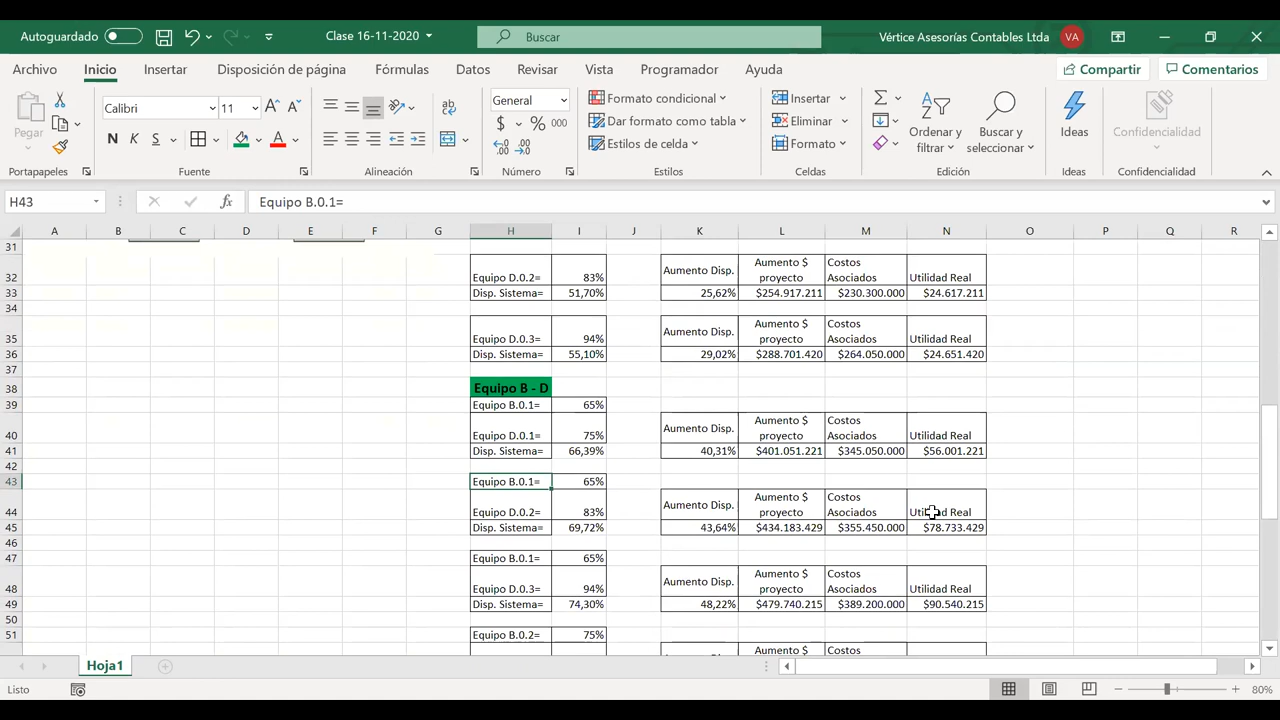 Autoguardado
Clase 16-11-2020
Buscar
Vértice Asesorías Contables Ltda
VA
Archivo Inicio Insertar Disposición de página Fórmulas Datos Revisar Vista Programador Ayuda
Compartir Comentarios
Pegar
Portapapeles
Calibri 11
N K S
Fuente
Alineación
General
$ % 000
Número
Formato condicional
Dar formato como tabla
Estilos de celda
Estilos
Insertar
Eliminar
Formato
Celdas
Ordenar y filtrar
Buscar y seleccionar
Edición
Ideas
Ideas
Confidencialidad
Confidencialidad
H43 fx Equipo B.0.1=
A B C D E F G H I J K L M N O P Q R
31
32 Equipo D.0.2= 83% Aumento Disp. Aumento $ proyecto Costos Asociados Utilidad Real
33 Disp. Sistema= 51,70% 25,62% $254.917.211 $230.300.000 $24.617.211
34
35 Equipo D.0.3= 94% Aumento Disp. Aumento $ proyecto Costos Asociados Utilidad Real
36 Disp. Sistema= 55,10% 29,02% $288.701.420 $264.050.000 $24.651.420
37
38 Equipo B - D
39 Equipo B.0.1= 65%
40 Equipo D.0.1= 75% Aumento Disp. Aumento $ proyecto Costos Asociados Utilidad Real
41 Disp. Sistema= 66,39% 40,31% $401.051.221 $345.050.000 $56.001.221
42
43 Equipo B.0.1= 65%
44 Equipo D.0.2= 83% Aumento Disp. Aumento $ proyecto Costos Asociados Utilidad Real
45 Disp. Sistema= 69,72% 43,64% $434.183.429 $355.450.000 $78.733.429
46
47 Equipo B.0.1= 65%
48 Equipo D.0.3= 94% Aumento Disp. Aumento $ proyecto Costos Asociados Utilidad Real
49 Disp. Sistema= 74,30% 48,22% $479.740.215 $389.200.000 $90.540.215
50
51 Equipo B.0.2= 75%
Aumento $ Costos
Hoja1
Listo
80%